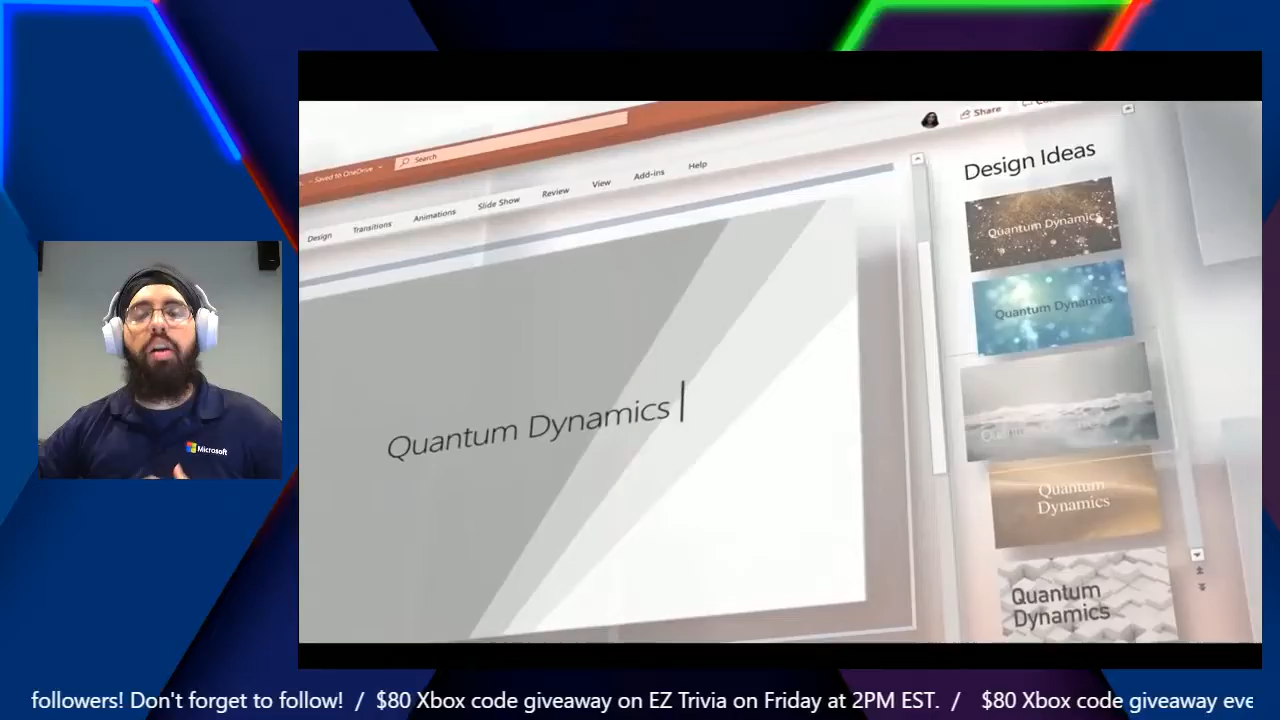 – Saved to OneDrive
Search
Share
Design
Transitions
Animations
Slide Show
Review
View
Add-ins
Help
Quantum Dynamics
Design Ideas
Quantum Dynamics
Quantum Dynamics
Quantum
Dynamics
Quantum
Dynamics
Microsoft
followers! Don't forget to follow! / $80 Xbox code giveaway on EZ Trivia on Friday at 2PM EST. / $80 Xbox code giveaway eve